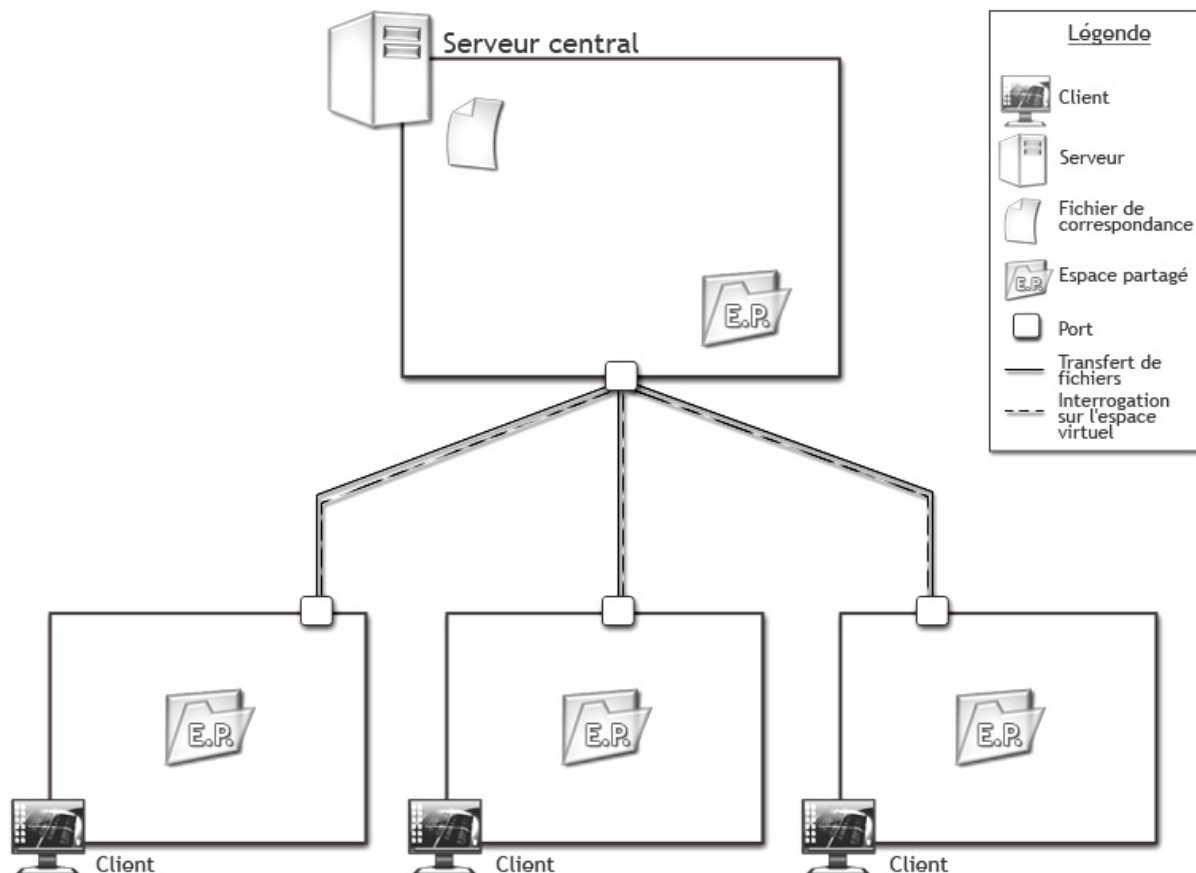 Serveur central
E.P.
Légende
Client
Serveur
Fichier de
correspondance
E.P.
Espace partagé
Port
Transfert de
fichiers
Interrogation
sur l'espace
virtuel
E.P.
E.P.
E.P.
Client
Client
Client